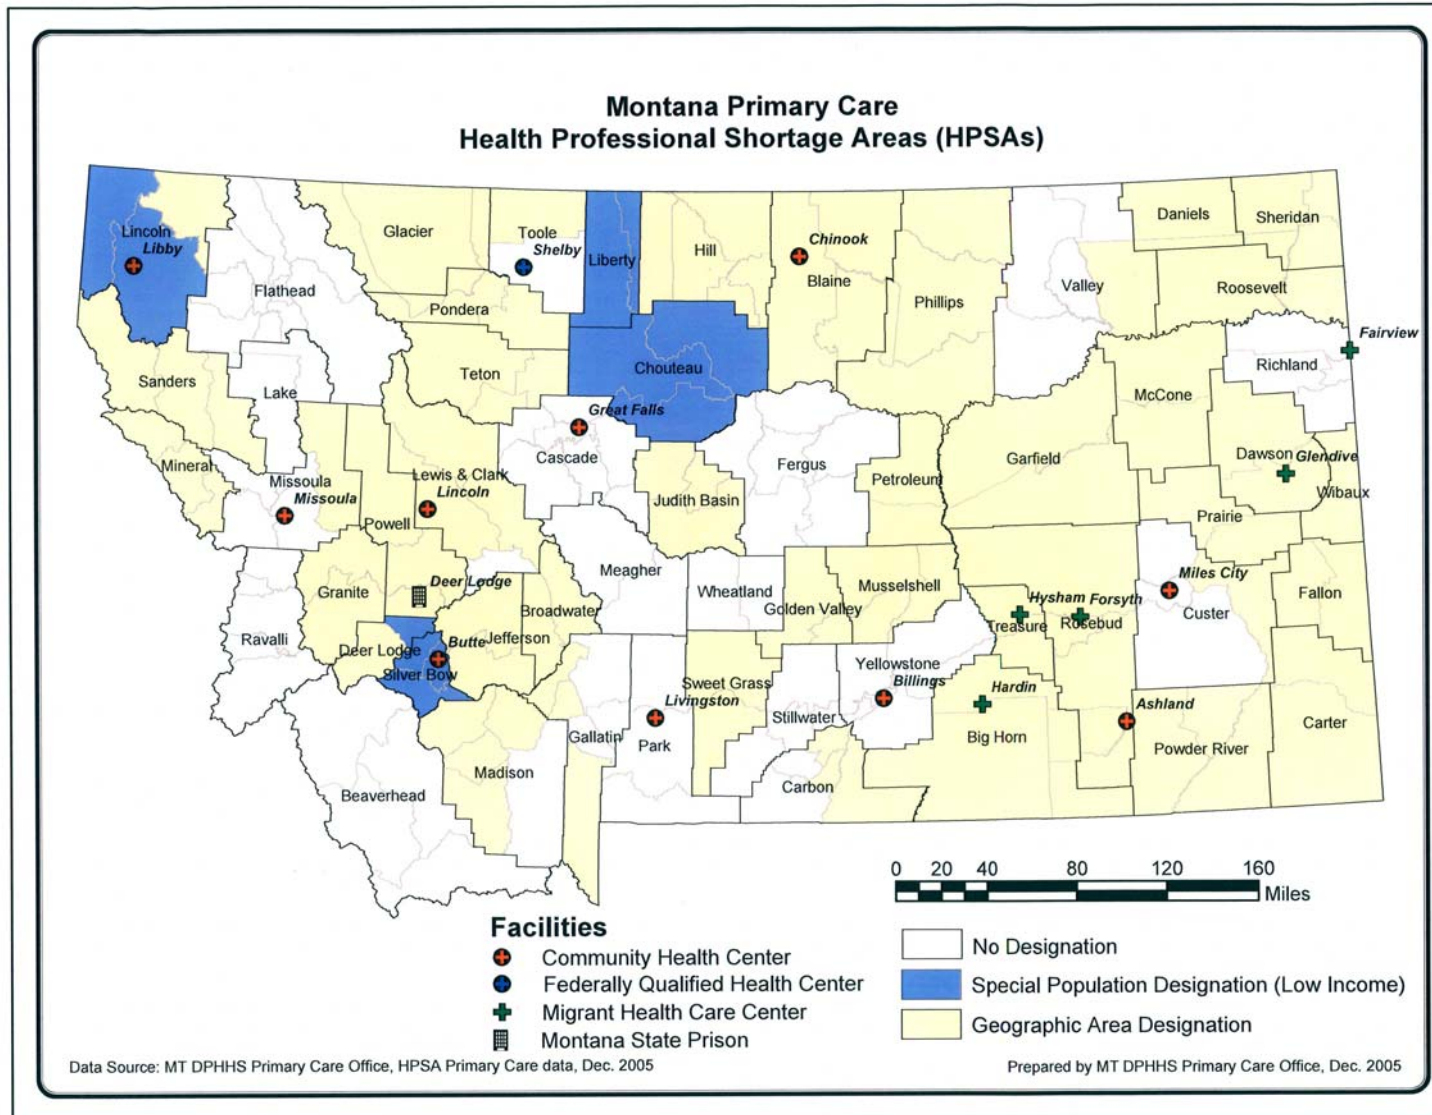 Montana Primary Care
Health Professional Shortage Areas (HPSAs)
Lincoln
Libby
Flathead
Glacier
Toole
Shelby
Liberty
Hill
Chinook
Blaine
Phillips
Valley
Daniels
Sheridan
Roosevelt
Fairview
Richland
Pondera
Teton
Chouteau
Sanders
Lake
Great Falls
Cascade
Fergus
Petroleum
Garfield
McCone
Dawson
Glendive
Wibaux
Prairie
Mineral
Missoula
Missoula
Lewis & Clark
Lincoln
Powell
Judith Basin
Deer Lodge
Granite
Meagher
Wheatland
Golden Valley
Musselshell
Hysham
Forsyth
Treasure
Rosebud
Miles City
Custer
Fallon
Ravalli
Broadwater
Deer Lodge
Butte
Jefferson
Silver Bow
Sweet Grass
Livingston
Park
Gallatin
Stillwater
Yellowstone
Billings
Hardin
Big Horn
Ashland
Powder River
Carter
Beaverhead
Madison
Carbon
0 20 40 80 120 160
Miles
Facilities
Community Health Center
Federally Qualified Health Center
Migrant Health Care Center
Montana State Prison
No Designation
Special Population Designation (Low Income)
Geographic Area Designation
Data Source: MT DPHHS Primary Care Office, HPSA Primary Care data, Dec. 2005
Prepared by MT DPHHS Primary Care Office, Dec. 2005